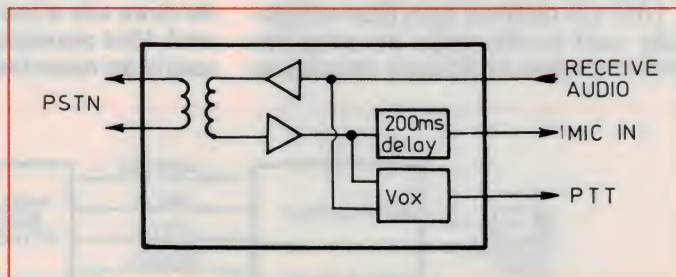 PSTN
RECEIVE
AUDIO
200ms
delay
MIC IN
Vox
PTT